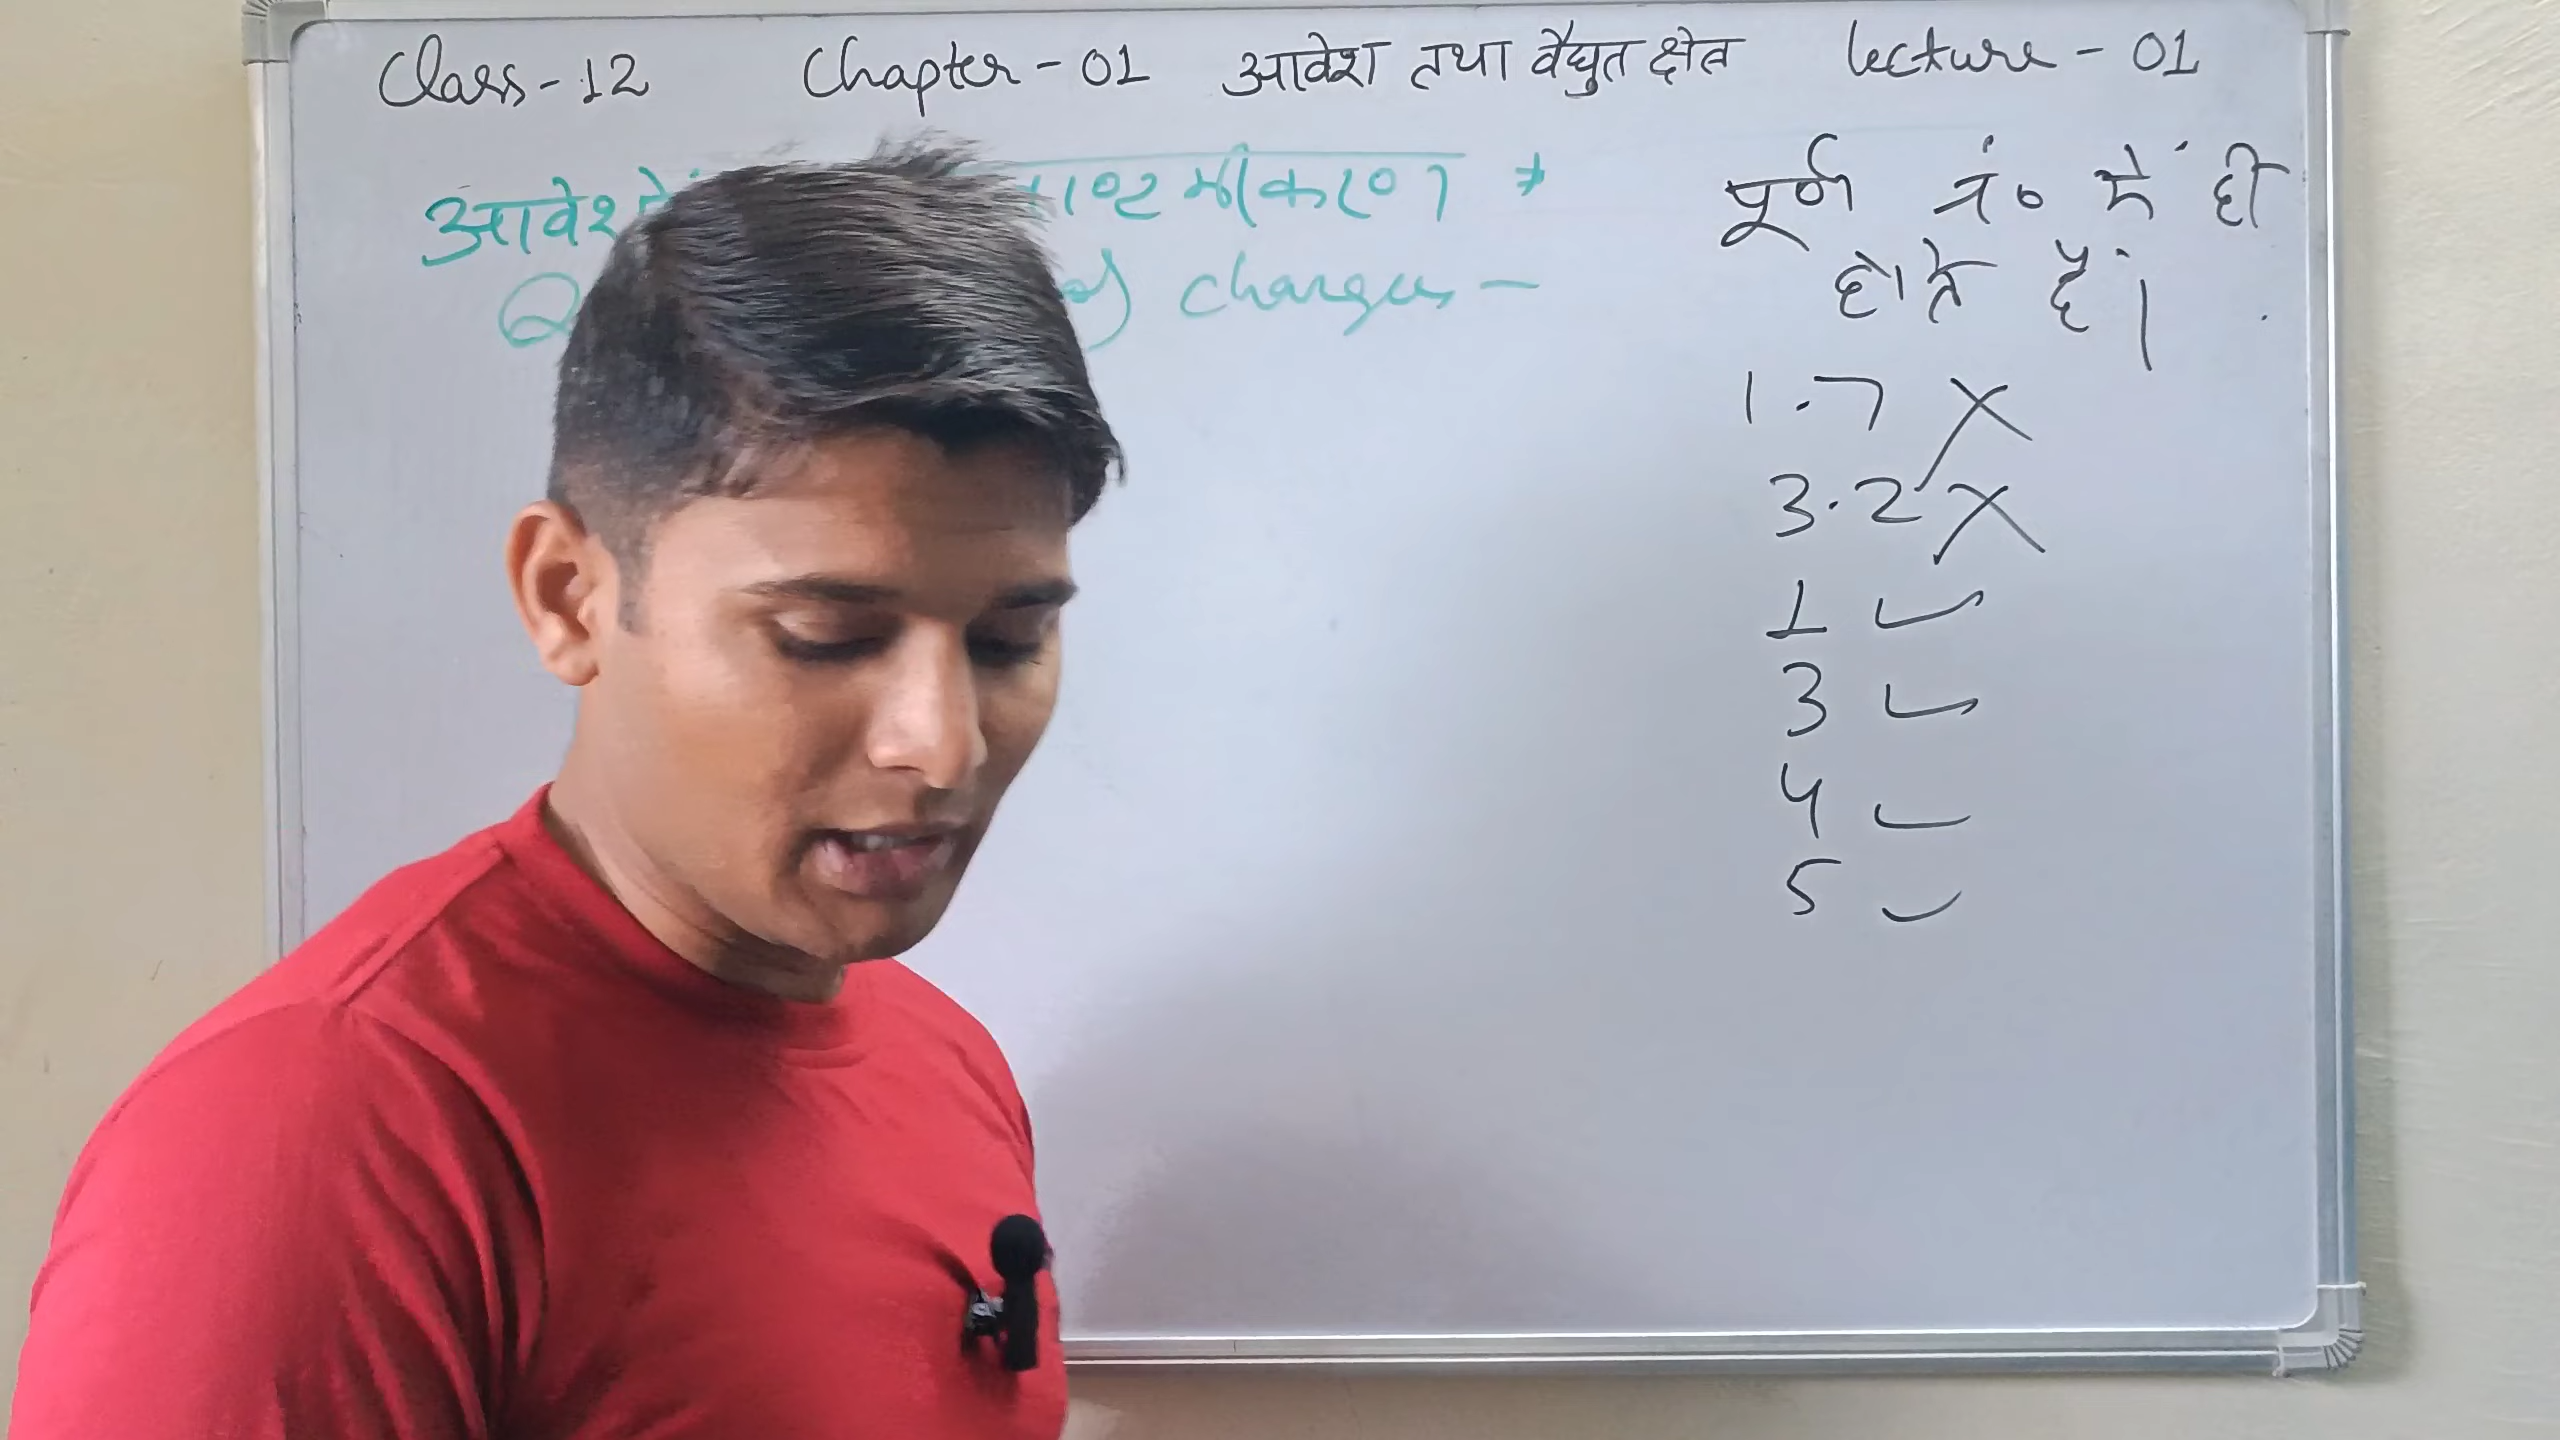 Class-12 Chapter-01 आवेश तथा वैद्युत क्षेत्र lecture-01
आवेश
of charges -
पूर्ण नं० में ही
होते हैं।
1.7 ×
3.2 ×
1 ✓
3 ✓
4 ✓
5 ✓